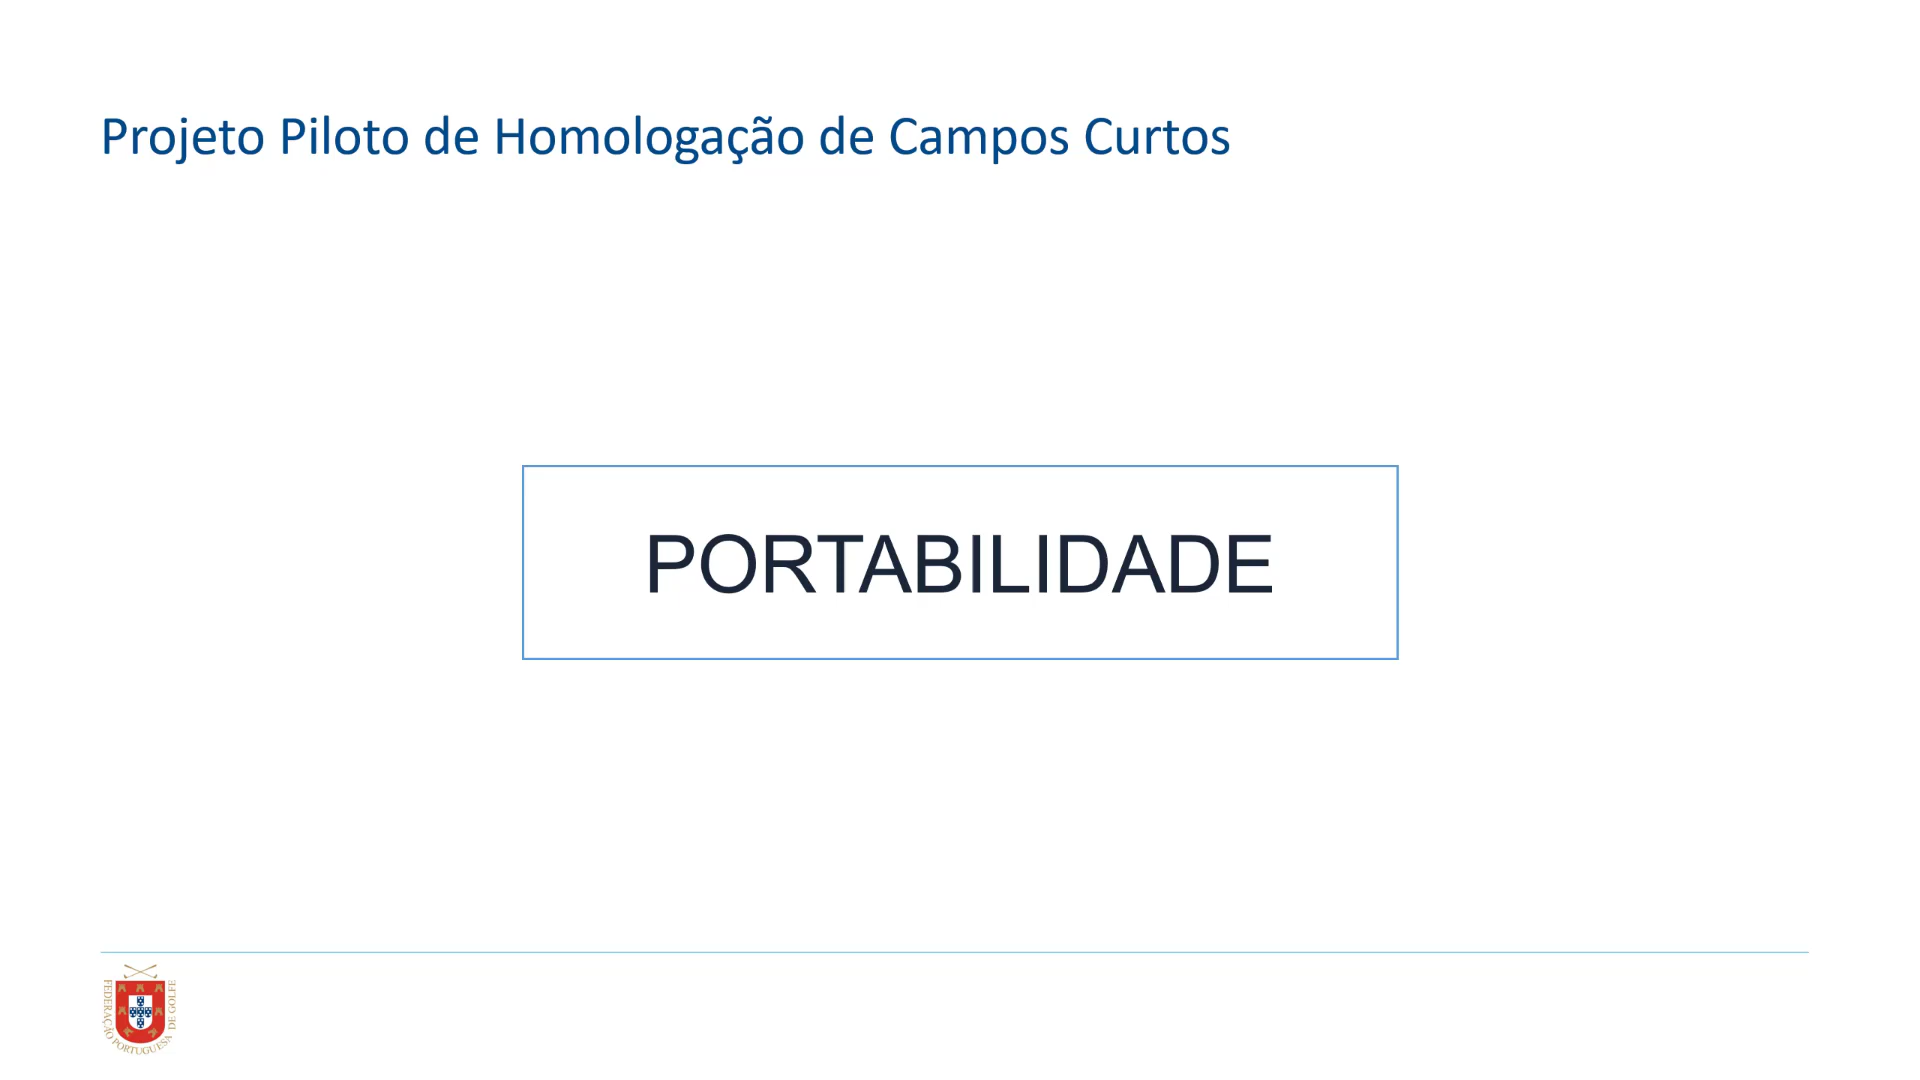 Projeto Piloto de Homologação de Campos Curtos
PORTABILIDADE
FEDERAÇÃO PORTUGUESA DE GOLFE